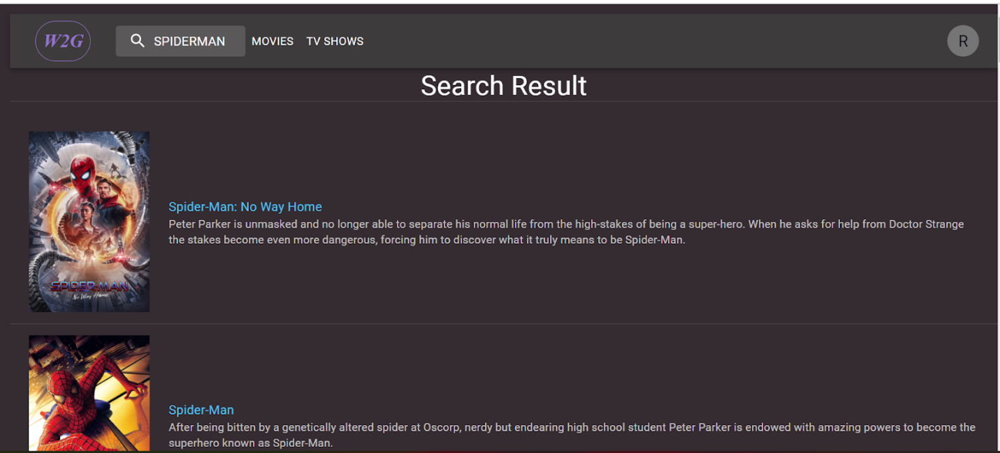 W2G
SPIDERMAN
MOVIES
TV SHOWS
R
Search Result
SPIDER-MAN
No Way Home
Spider-Man: No Way Home
Peter Parker is unmasked and no longer able to separate his normal life from the high-stakes of being a super-hero. When he asks for help from Doctor Strange
the stakes become even more dangerous, forcing him to discover what it truly means to be Spider-Man.
Spider-Man
After being bitten by a genetically altered spider at Oscorp, nerdy but endearing high school student Peter Parker is endowed with amazing powers to become the
superhero known as Spider-Man.